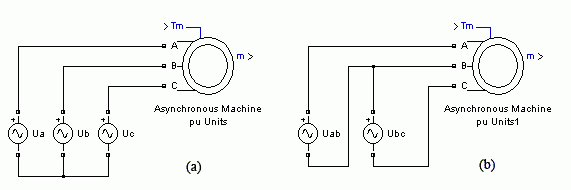 Tm
A
m
B
C
Asynchronous Machine
pu Units
+
+
+
Ua
Ub
Uc
(a)
Tm
A
m
B
C
Asynchronous Machine
pu Units1
+
+
Uab
Ubc
(b)